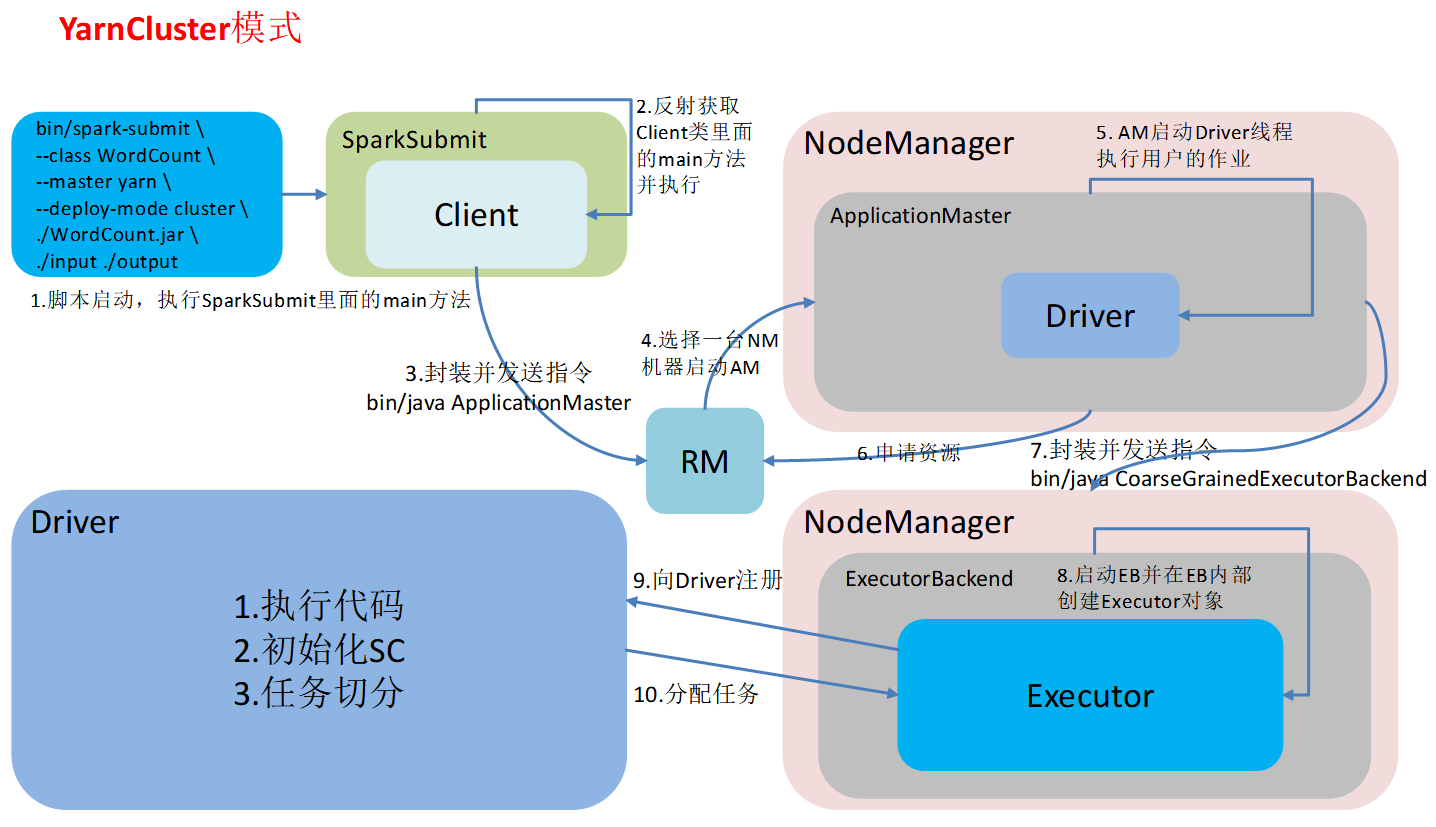 YarnCluster模式
bin/spark-submit \
--class WordCount \
--master yarn \
--deploy-mode cluster \
./WordCount.jar \
./input ./output
1.脚本启动，执行SparkSubmit里面的main方法
SparkSubmit
Client
2.反射获取
Client类里面
的main方法
并执行
3.封装并发送指令
bin/java ApplicationMaster
RM
4.选择一台NM
机器启动AM
NodeManager
5. AM启动Driver线程
执行用户的作业
ApplicationMaster
Driver
6.申请资源
7.封装并发送指令
bin/java CoarseGrainedExecutorBackend
NodeManager
ExecutorBackend
8.启动EB并在EB内部
创建Executor对象
Executor
9.向Driver注册
10.分配任务
Driver
1.执行代码
2.初始化SC
3.任务切分